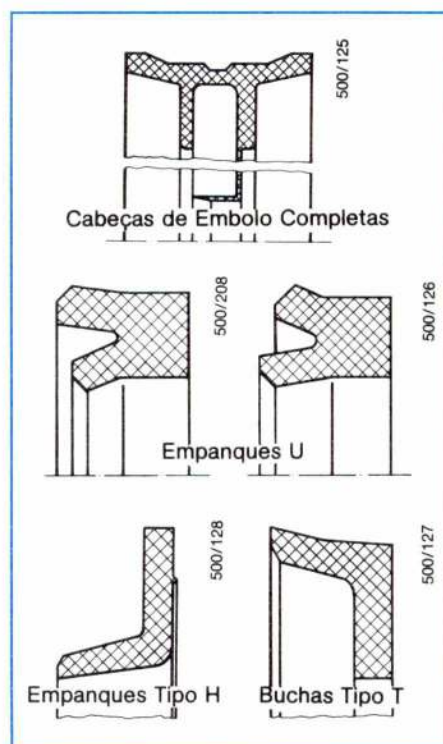 500/125
Cabeças de Embolo Completas
500/208
500/126
Empanques U
500/128
500/127
Empanques Tipo H
Buchas Tipo T